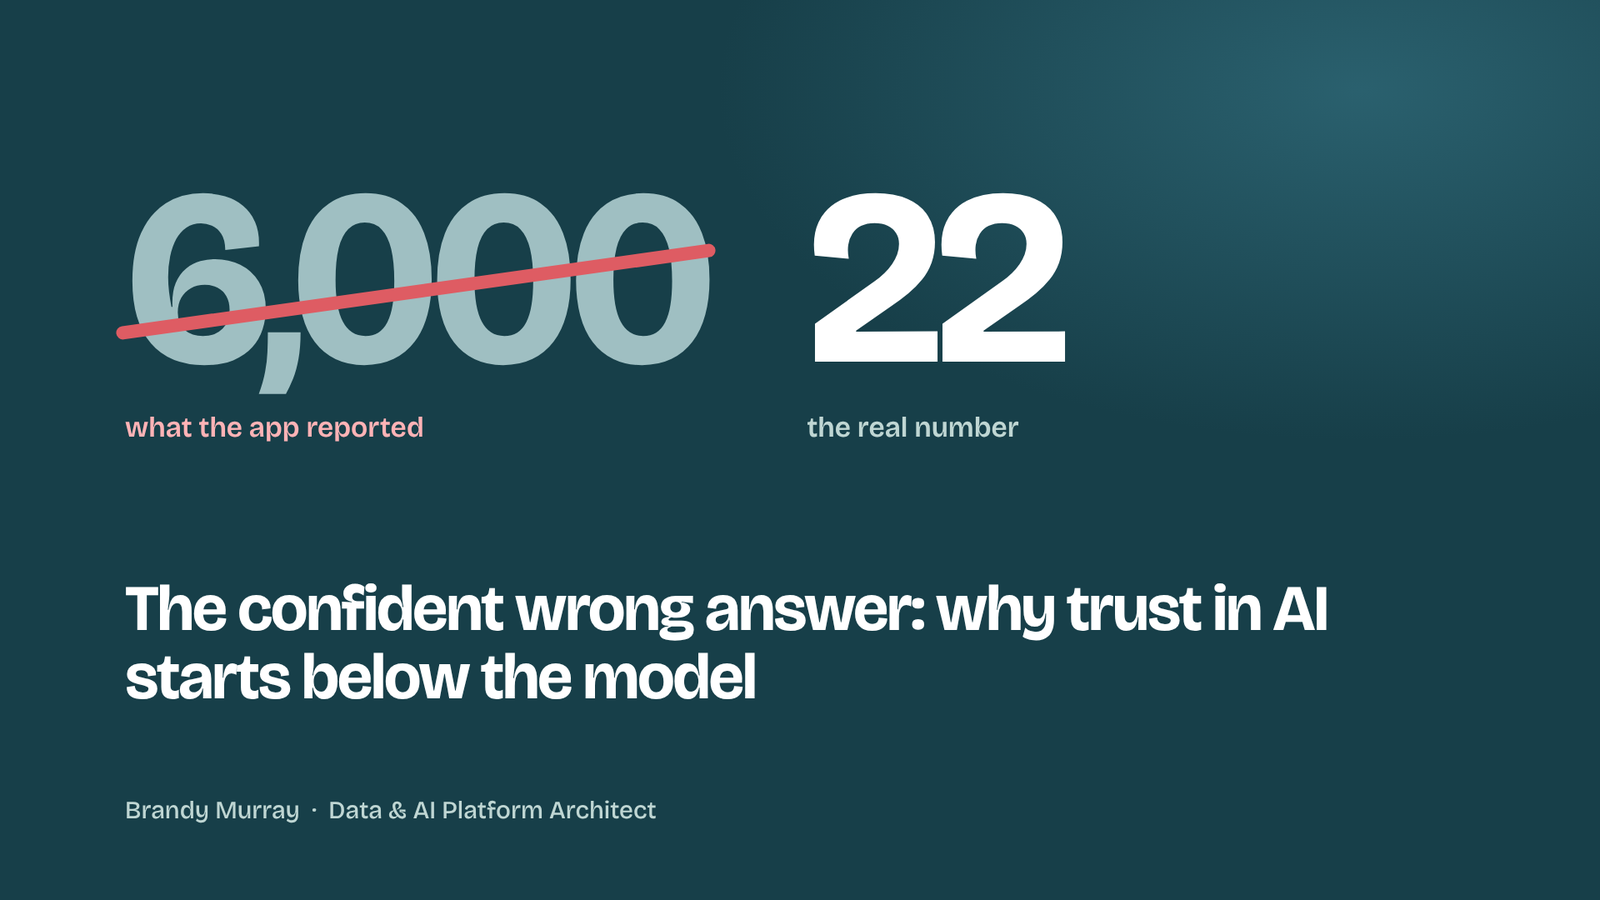 6,000
22
what the app reported
the real number
The confident wrong answer: why trust in AI
starts below the model
Brandy Murray · Data & AI Platform Architect